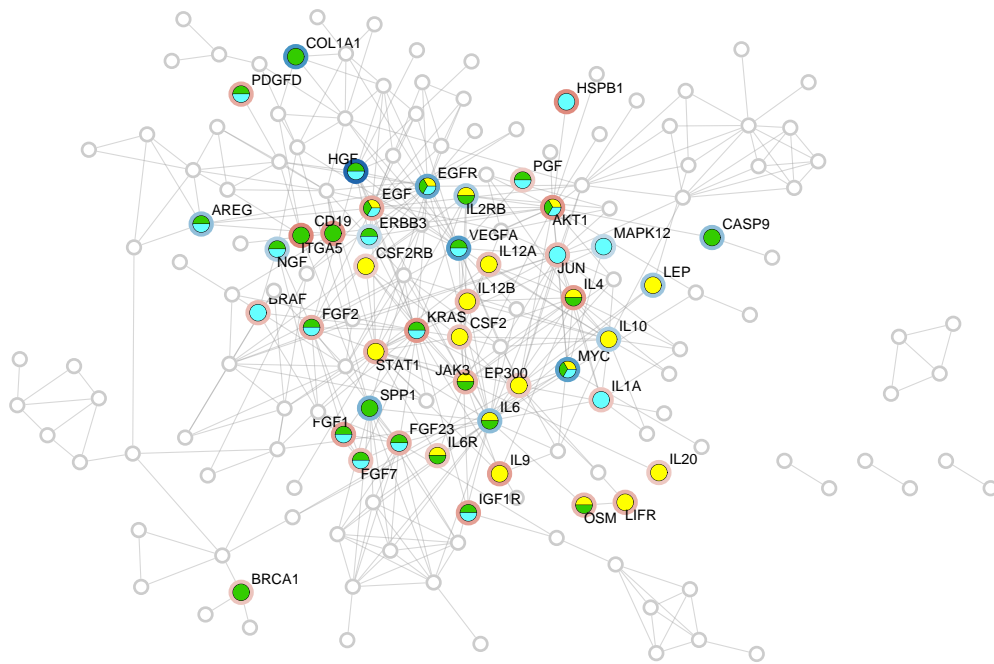 COL1A1
PDGFD
HSPB1
HGF
EGFR
PGF
EGF
IL2RB
AKT1
AREG
CD19
ITGA5
ERBB3
NGF
VEGFA
MAPK12
CASP9
CSF2RB
IL12A
JUN
LEP
BRAF
IL12B
IL4
FGF2
KRAS
CSF2
IL10
STAT1
MYC
JAK3
EP300
IL1A
SPP1
IL6
FGF1
FGF23
IL6R
FGF7
IL9
IL20
IGF1R
OSM
LIFR
BRCA1